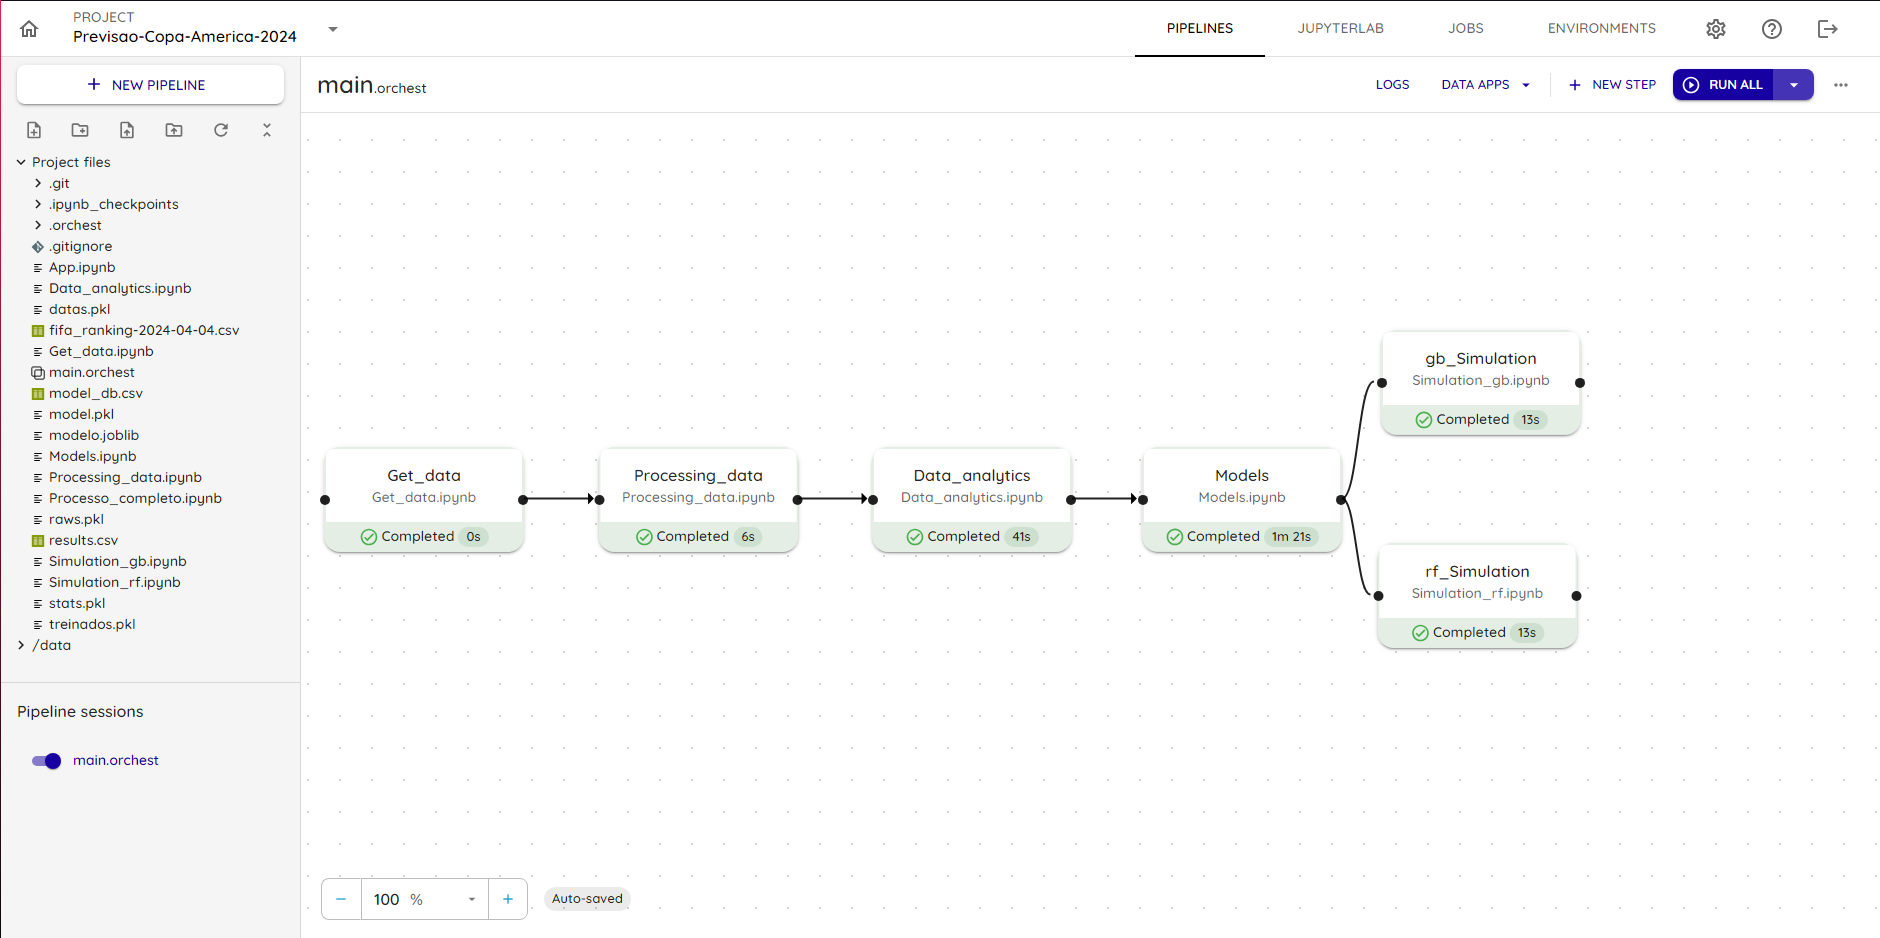 PROJECT
Previsao-Copa-America-2024
PIPELINES
JUPYTERLAB
JOBS
ENVIRONMENTS
+ NEW PIPELINE
main.orchest
LOGS
DATA APPS
+ NEW STEP
RUN ALL
Project files
.git
.ipynb_checkpoints
.orchest
.gitignore
App.ipynb
Data_analytics.ipynb
datas.pkl
fifa_ranking-2024-04-04.csv
Get_data.ipynb
main.orchest
model_db.csv
model.pkl
modelo.joblib
Models.ipynb
Processing_data.ipynb
Processo_completo.ipynb
raws.pkl
results.csv
Simulation_gb.ipynb
Simulation_rf.ipynb
stats.pkl
treinados.pkl
/data
Pipeline sessions
main.orchest
Get_data
Get_data.ipynb
Completed 0s
Processing_data
Processing_data.ipynb
Completed 6s
Data_analytics
Data_analytics.ipynb
Completed 41s
Models
Models.ipynb
Completed 1m 21s
gb_Simulation
Simulation_gb.ipynb
Completed 13s
rf_Simulation
Simulation_rf.ipynb
Completed 13s
− 100 % +
Auto-saved